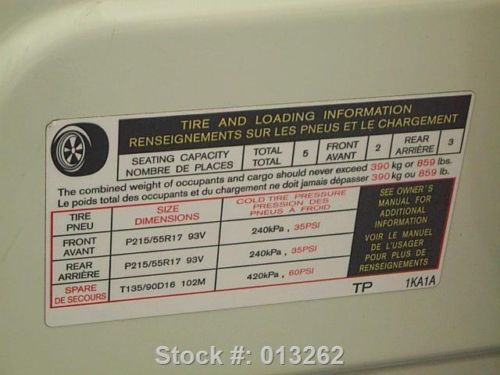 TIRE AND LOADING INFORMATION
RENSEIGNEMENTS SUR LES PNEUS ET LE CHARGEMENT
SEATING CAPACITY
NOMBRE DE PLACES
TOTAL
TOTAL
5
FRONT
AVANT
2
REAR
ARRIÈRE
3
The combined weight of occupants and cargo should never exceed 390 kg or 859 lbs.
Le poids total des occupants et du chargement ne doit jamais dépasser 390 kg ou 859 lb.
TIRE
PNEU
SIZE
DIMENSIONS
COLD TIRE PRESSURE
PRESSION DES
PNEUS À FROID
FRONT
AVANT
P215/55R17 93V
240kPa , 35PSI
REAR
ARRIÈRE
P215/55R17 93V
240kPa , 35PSI
SPARE
DE SECOURS
T135/90D16 102M
420kPa , 60PSI
SEE OWNER'S
MANUAL FOR
ADDITIONAL
INFORMATION
VOIR LE MANUEL
DE L'USAGER
POUR PLUS DE
RENSEIGNEMENTS
TP 1KA1A
Stock #: 013262